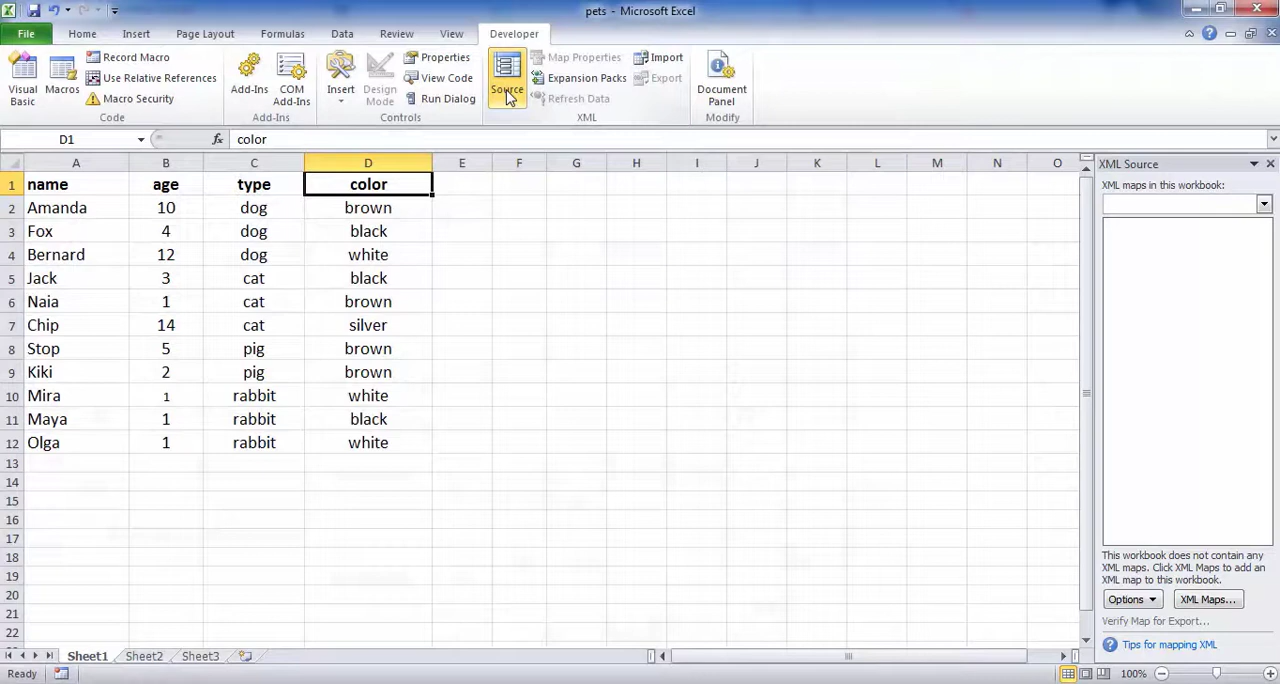 pets - Microsoft Excel
File Home Insert Page Layout Formulas Data Review View Developer
Visual Basic
Macros
Record Macro
Use Relative References
Macro Security
Code
Add-Ins
COM Add-Ins
Add-Ins
Insert
Design Mode
Properties
View Code
Run Dialog
Controls
Source
Map Properties
Expansion Packs
Refresh Data
Import
Export
XML
Document Panel
Modify
D1 fx color
A B C D E F G H I J K L M N O
1 name age type color
2 Amanda 10 dog brown
3 Fox 4 dog black
4 Bernard 12 dog white
5 Jack 3 cat black
6 Naia 1 cat brown
7 Chip 14 cat silver
8 Stop 5 pig brown
9 Kiki 2 pig brown
10 Mira 1 rabbit white
11 Maya 1 rabbit black
12 Olga 1 rabbit white
13
14
15
16
17
18
19
20
21
22
XML Source
XML maps in this workbook:
This workbook does not contain any
XML maps. Click XML Maps to add an
XML map to this workbook.
Options XML Maps...
Verify Map for Export...
Tips for mapping XML
Sheet1 Sheet2 Sheet3
Ready 100%